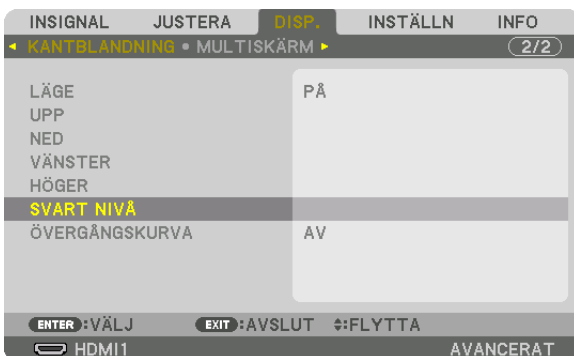 INSIGNAL JUSTERA DISP. INSTÄLLN INFO
KANTBLANDNING • MULTISKÄRM 2/2
LÄGE PÅ
UPP
NED
VÄNSTER
HÖGER
SVART NIVÅ
ÖVERGÅNGSKURVA AV
ENTER :VÄLJ EXIT :AVSLUT :FLYTTA
HDMI1 AVANCERAT